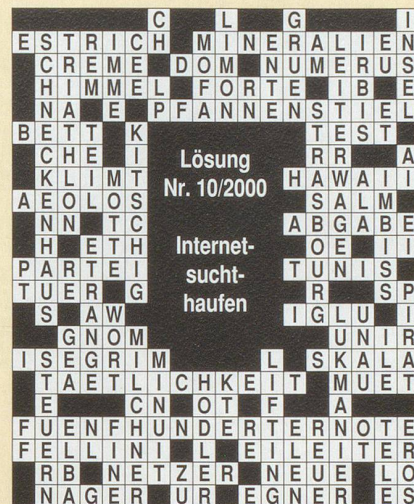 C L G I
ESTRICH MINERALIEN
CREME DOM NUMERUS
HIMMEL FORTE IB E
NA E PFANNENSTIEL
BETT K TEST
CHE I RR A
KLIMT HAWAII
AEOLOS SALM
NN TC ABGABE
H ETH OE I
PARTEI TUNIS
TUER G R SP
S AW IGLU I
GNOM UNIR
ISEGRIM L SKALA
TAETLICHKEIT MUET
E CN OT F A
FUENFHUNDERTERNOTE
FELLINI L EILEITER
RB NETZER NEUE LO
NAGER UR EGNER ES
Lösung
Nr. 10/2000
Internet-
sucht-
haufen